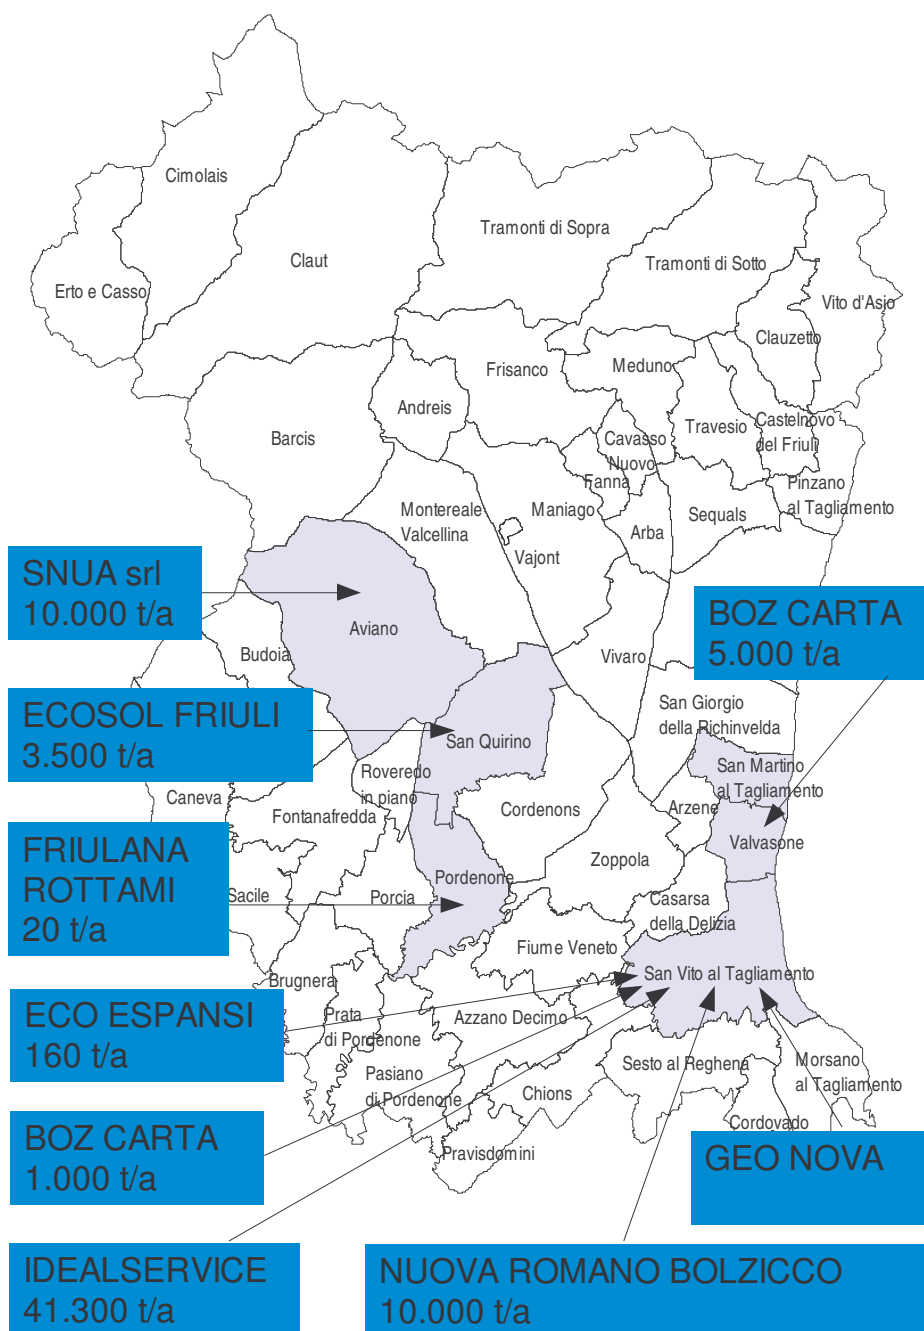 Cimolais
Tramonti di Sopra
Claut
Tramonti di Sotto
Erto e Casso
Vito d'Asio
Clauzetto
Frisanco
Meduno
Andreis
Barcis
Travesio
Castelnovo
del Friuli
Cavasso
Nuovo
Fanna
Pinzano
al Tagliamento
Montereale
Valcellina
Maniago
Sequals
Arba
Vajont
SNUA srl
10.000 t/a
BOZ CARTA
5.000 t/a
Aviano
Budoia
Vivaro
ECOSOL FRIULI
3.500 t/a
San Giorgio
della Richinvelda
San Quirino
Roveredo
in piano
San Martino
al Tagliamento
Caneva
Fontanafredda
Cordenons
Arzene
Valvasone
FRIULANA
ROTTAMI
20 t/a
Zoppola
Pordenone
Sacile
Porcia
Casarsa
della Delizia
Fiume Veneto
San Vito al Tagliamento
Brugnera
ECO ESPANSI
160 t/a
Prata
di Pordenone
Azzano Decimo
Pasiano
di Pordenone
Sesto al Reghena
Morsano
al Tagliamento
Chions
Cordovado
BOZ CARTA
1.000 t/a
Pravisdomini
GEO NOVA
IDEALSERVICE
41.300 t/a
NUOVA ROMANO BOLZICCO
10.000 t/a